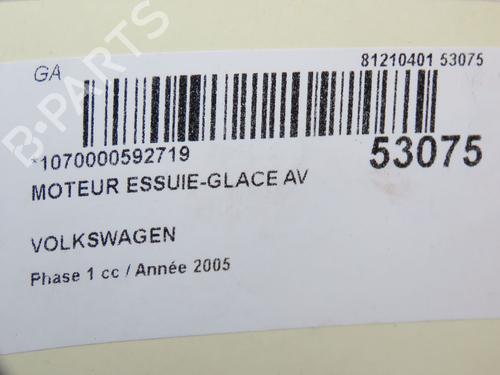 GA
81210401 53075
*1070000592719
53075
MOTEUR ESSUIE-GLACE AV
VOLKSWAGEN
Phase 1 cc / Année 2005
B-PARTS